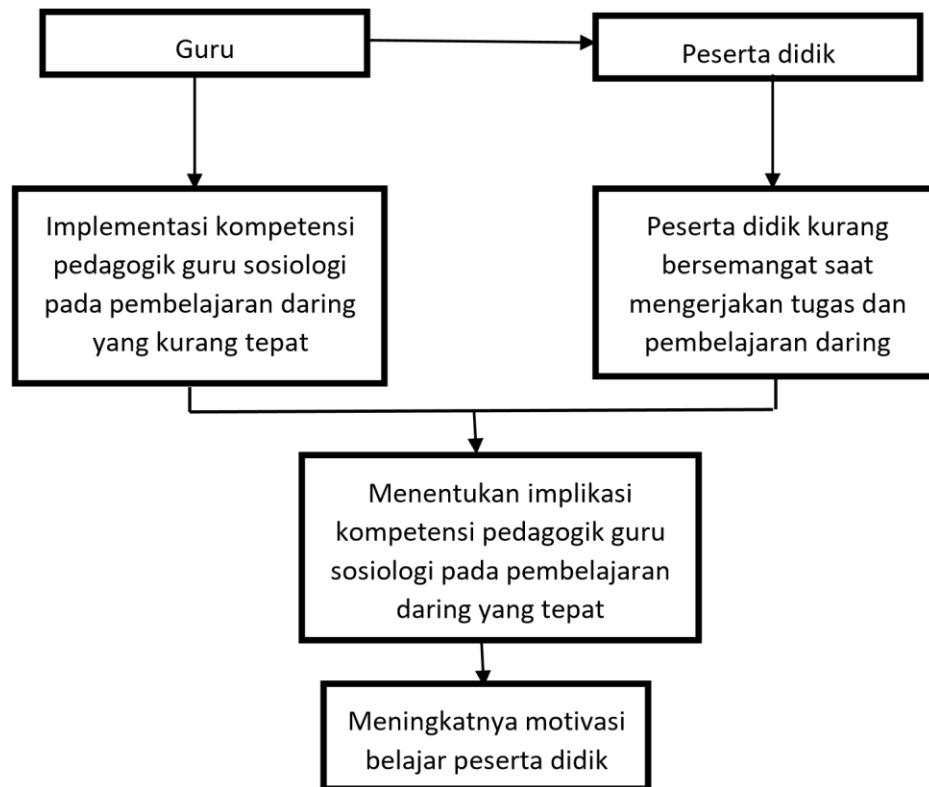 Guru
Peserta didik
Implementasi kompetensi
pedagogik guru sosiologi
pada pembelajaran daring
yang kurang tepat
Peserta didik kurang
bersemangat saat
mengerjakan tugas dan
pembelajaran daring
Menentukan implikasi
kompetensi pedagogik guru
sosiologi pada pembelajaran
daring yang tepat
Meningkatnya motivasi
belajar peserta didik